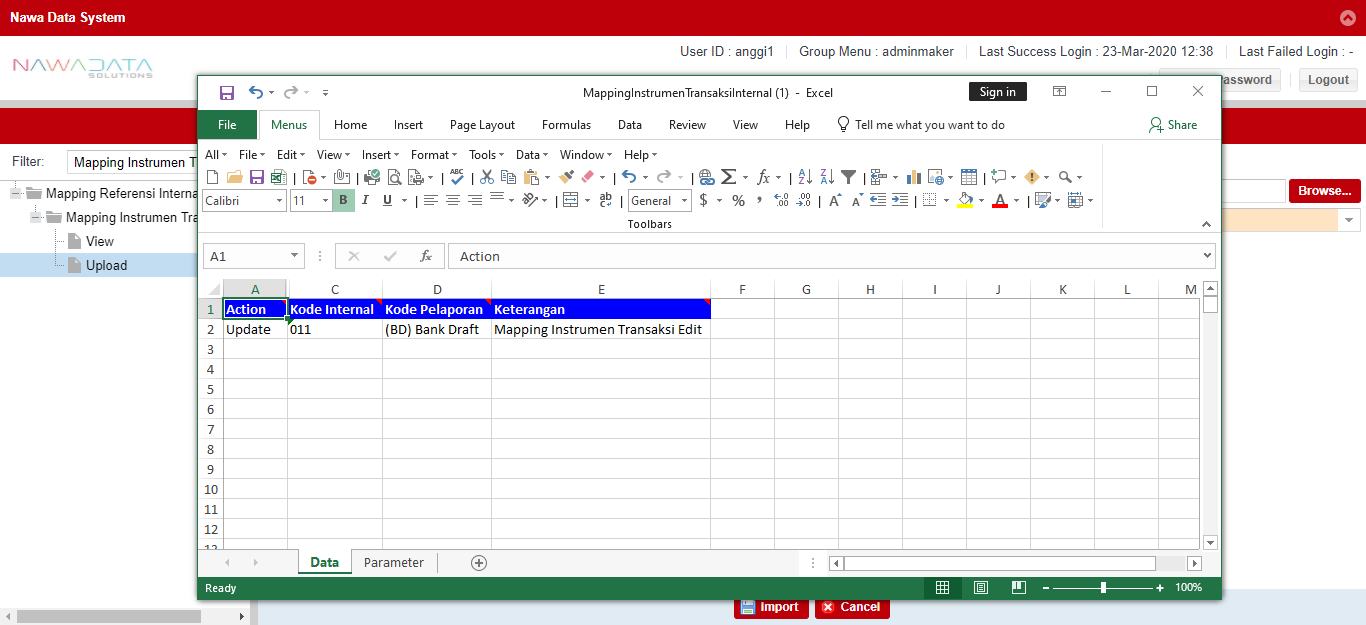 Nawa Data System
NAWADATA
SOLUTIONS
User ID : anggi1 Group Menu : adminmaker Last Success Login : 23-Mar-2020 12:38 Last Failed Login : -
assword Logout
Filter: Mapping Instrumen T
Mapping Referensi Interna
Mapping Instrumen Tra
View
Upload
Browse...
MappingInstrumenTransaksiInternal (1) - Excel
Sign in
File Menus Home Insert Page Layout Formulas Data Review View Help Tell me what you want to do Share
All File Edit View Insert Format Tools Data Window Help
Calibri 11 B I U General $ % ,
Toolbars
A1 fx Action
A C D E F G H I J K L M
1 Action Kode Internal Kode Pelaporan Keterangan
2 Update 011 (BD) Bank Draft Mapping Instrumen Transaksi Edit
3
4
5
6
7
8
9
10
11
12
13
Data Parameter
Ready 100%
Import Cancel